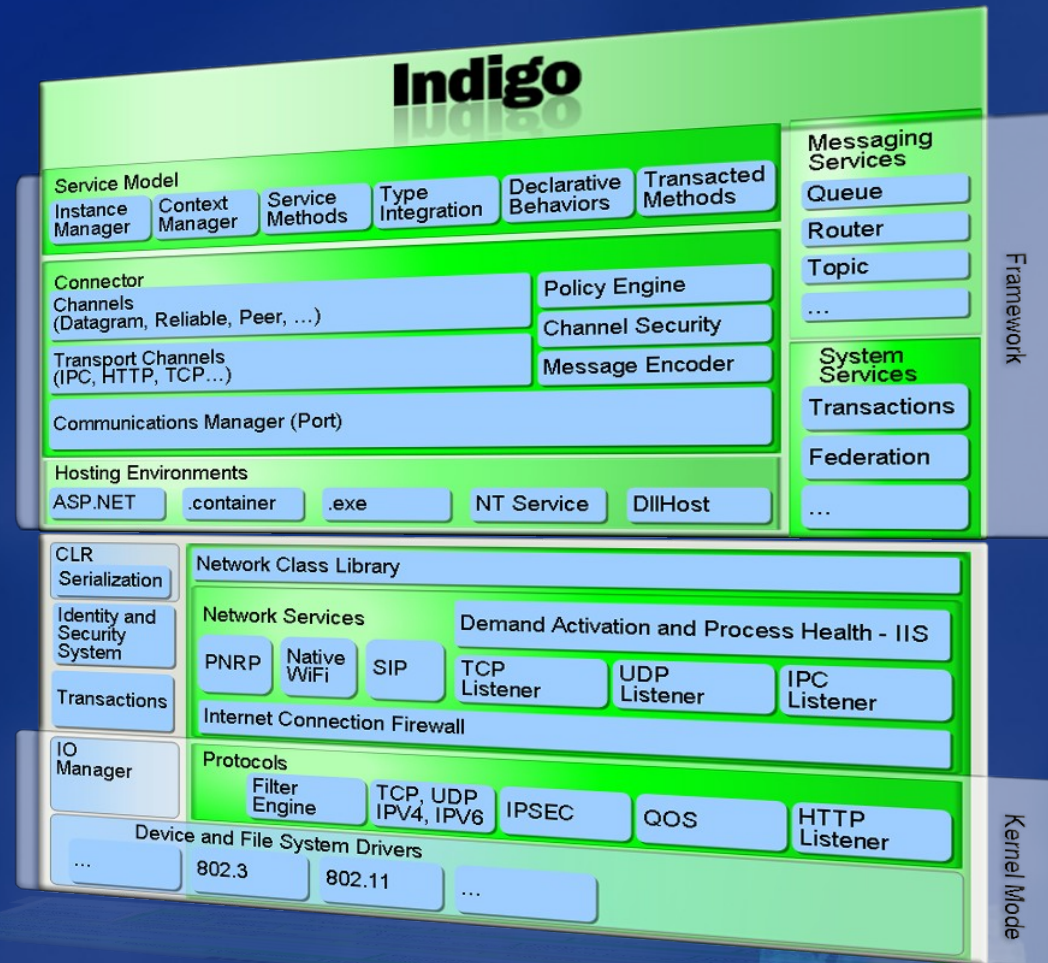 Indigo
Service Model
Instance
Manager
Context
Manager
Service
Methods
Type
Integration
Declarative
Behaviors
Transacted
Methods
Connector
Channels
(Datagram, Reliable, Peer, …)
Transport Channels
(IPC, HTTP, TCP…)
Policy Engine
Channel Security
Message Encoder
Communications Manager (Port)
Hosting Environments
ASP.NET
.container
.exe
NT Service
DllHost
Messaging
Services
Queue
Router
Topic
…
System
Services
Transactions
Federation
…
Framework
CLR
Serialization
Identity and
Security
System
Transactions
IO
Manager
Network Class Library
Network Services
Demand Activation and Process Health - IIS
PNRP
Native
WiFi
SIP
TCP
Listener
UDP
Listener
IPC
Listener
Internet Connection Firewall
Protocols
Filter
Engine
TCP, UDP
IPV4, IPV6
IPSEC
QOS
HTTP
Listener
Device and File System Drivers
…
802.3
802.11
…
Kernel Mode